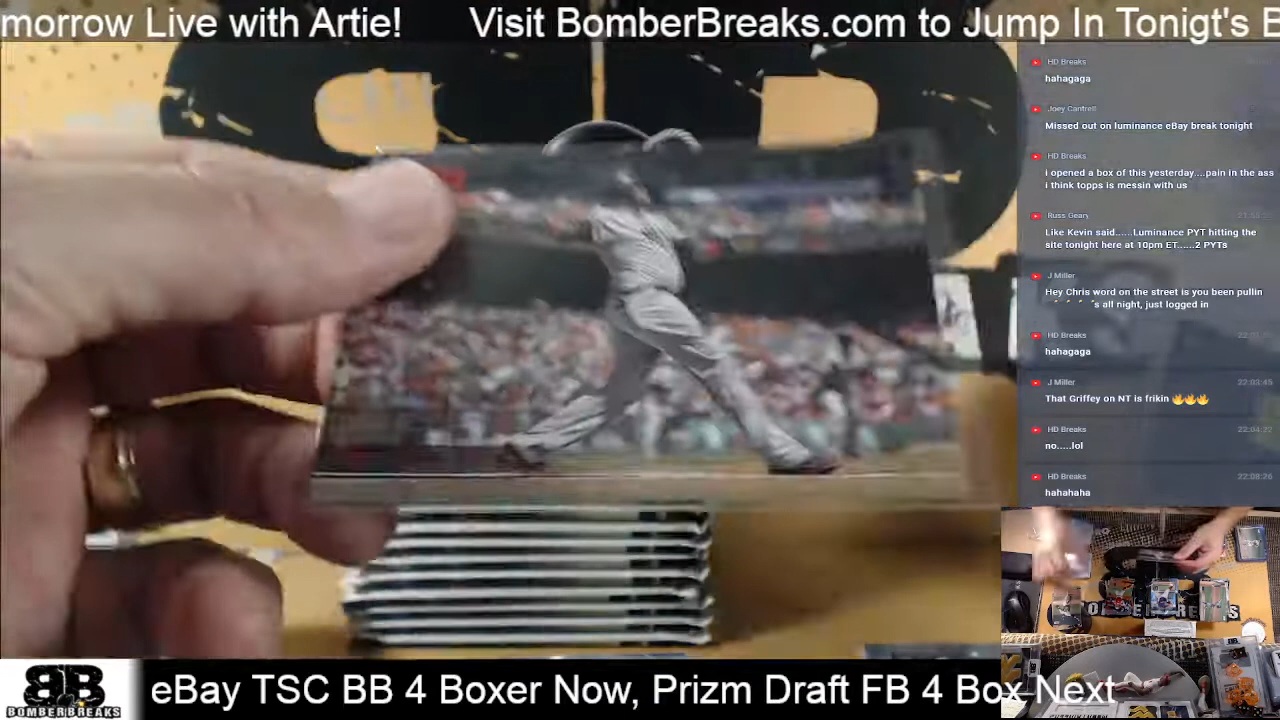 morrow Live with Artie! Visit BomberBreaks.com to Jump In Tonigt's E
HD Breaks
hahagaga
Joey Cantrell
Missed out on luminance eBay break tonight
HD Breaks
i opened a box of this yesterday....pain in the ass
i think topps is messin with us
Russ Geary
Like Kevin said......Luminance PYT hitting the
site tonight here at 10pm ET......2 PYTs
J Miller
Hey Chris word on the street is you been pullin
's all night, just logged in
HD Breaks
hahagaga
J Miller 22:03:45
That Griffey on NT is frikin 🔥🔥🔥
HD Breaks 22:04:22
no.....lol
HD Breaks 22:08:26
hahahaha
BB
BOMBERBREAKS
eBay TSC BB 4 Boxer Now, Prizm Draft FB 4 Box Next